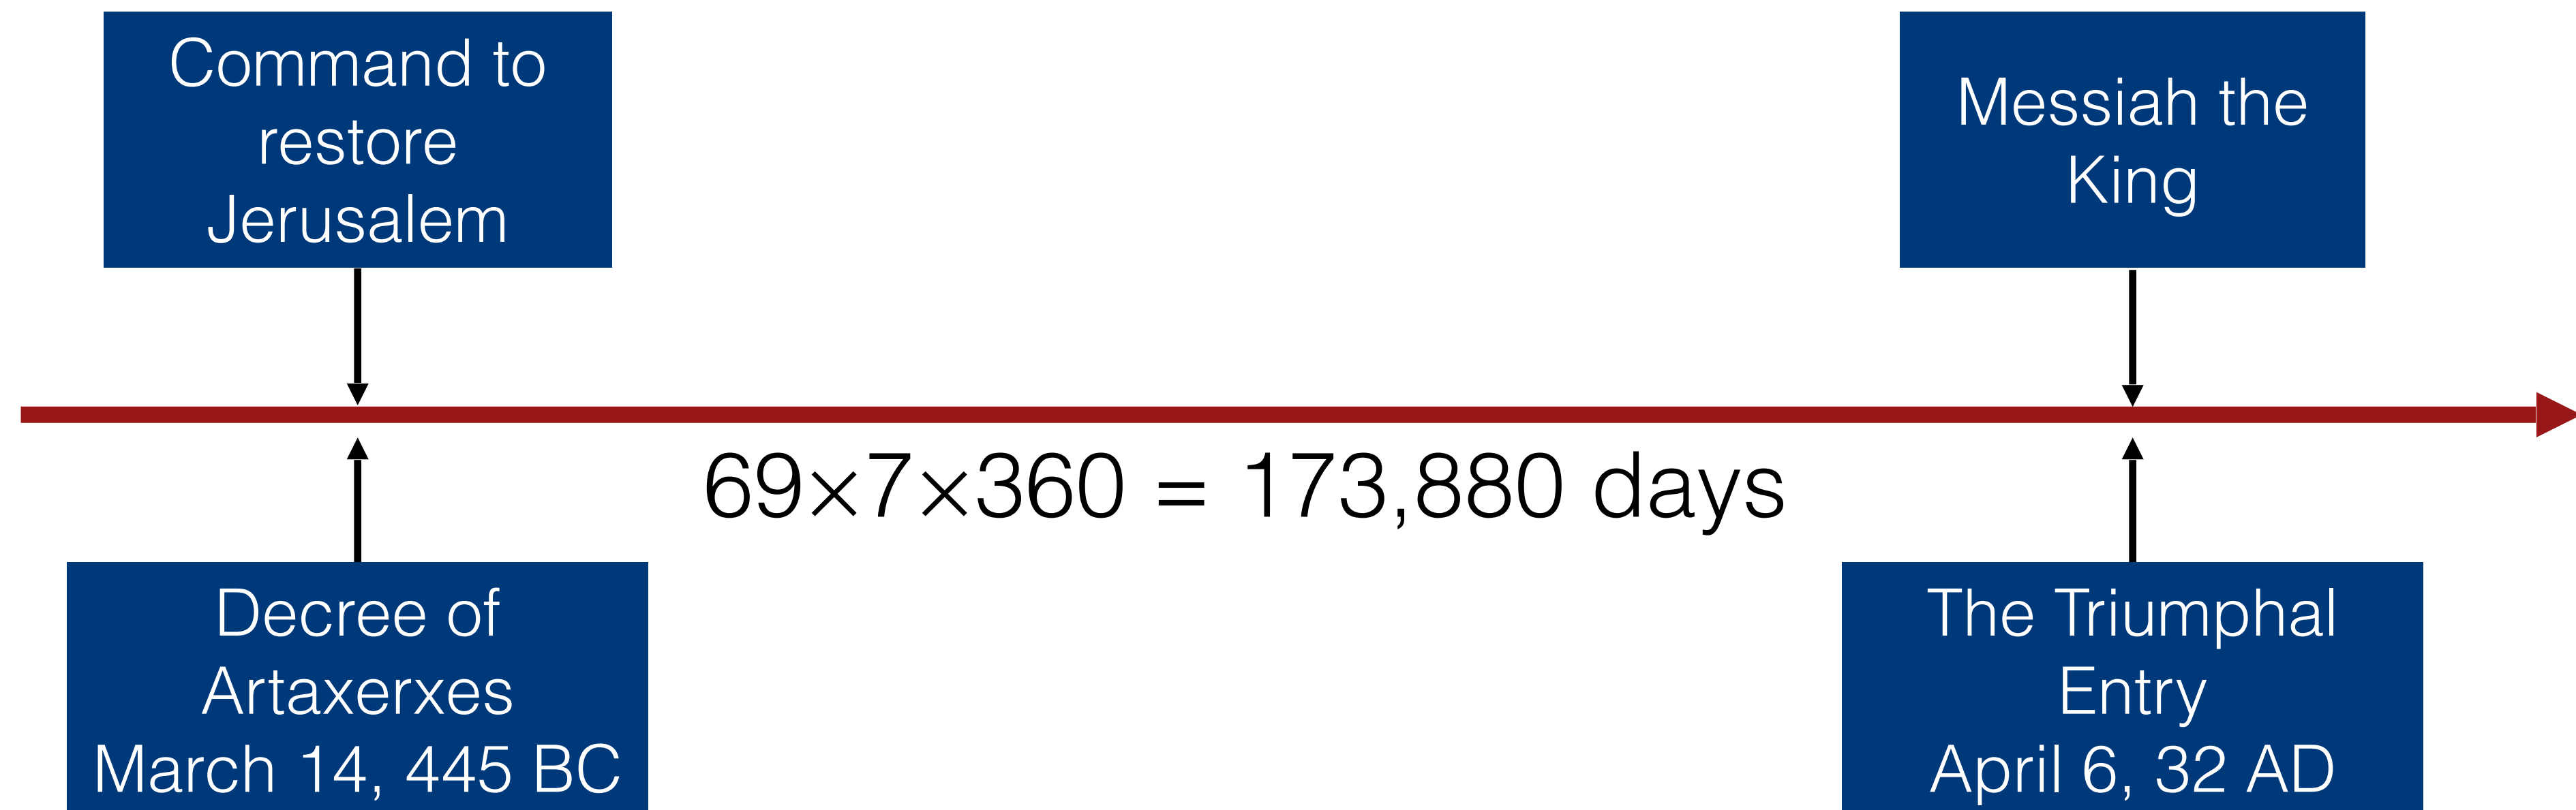 Command to
restore
Jerusalem
Messiah the
King
69×7×360 = 173,880 days
Decree of
Artaxerxes
March 14, 445 BC
The Triumphal
Entry
April 6, 32 AD